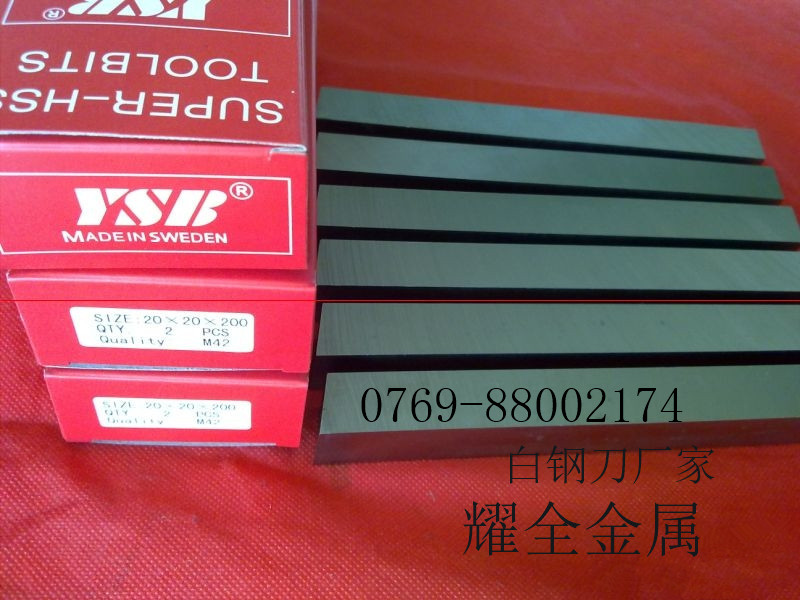 YSB®
TOOLBITS
SUPER-HSS
YSB®
MADE IN SWEDEN
SIZE:20×20×200
QTY 2 PCS
Quality M42
SIZE:20×20×200
QTY 2 PCS
Quality M42
0769-88002174
白钢刀厂家
耀全金属